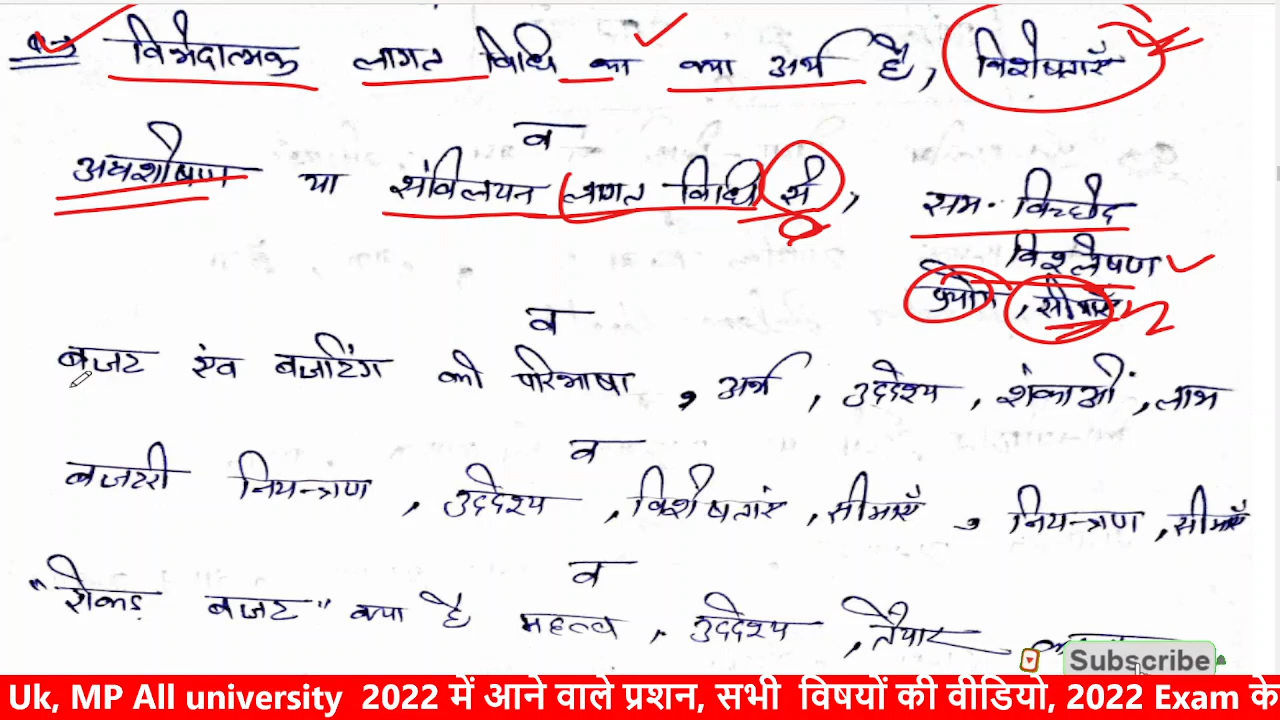 विभेदात्मक लागत विधि का क्या अर्थ है, विशेषताएँ
व
अवशोषण या संविलयन लागत विधि से, सम. विच्छेद
विश्लेषण
प्रयोग, सीमाएँ
व
बजट एंव बजटिंग की परिभाषा, अर्थ, उद्देश्य, शंकाओं, लाभ
व
बजटरी नियन्त्रण, उद्देश्य, विशेषतांए, सीमाएँ, नियन्त्रण, सीमाएँ
व
"रोकड़ बजट" क्या है महत्व, उद्देश्य, तैयार
Subscribe
Uk, MP All university 2022 में आने वाले प्रशन, सभी विषयों की वीडियो, 2022 Exam के